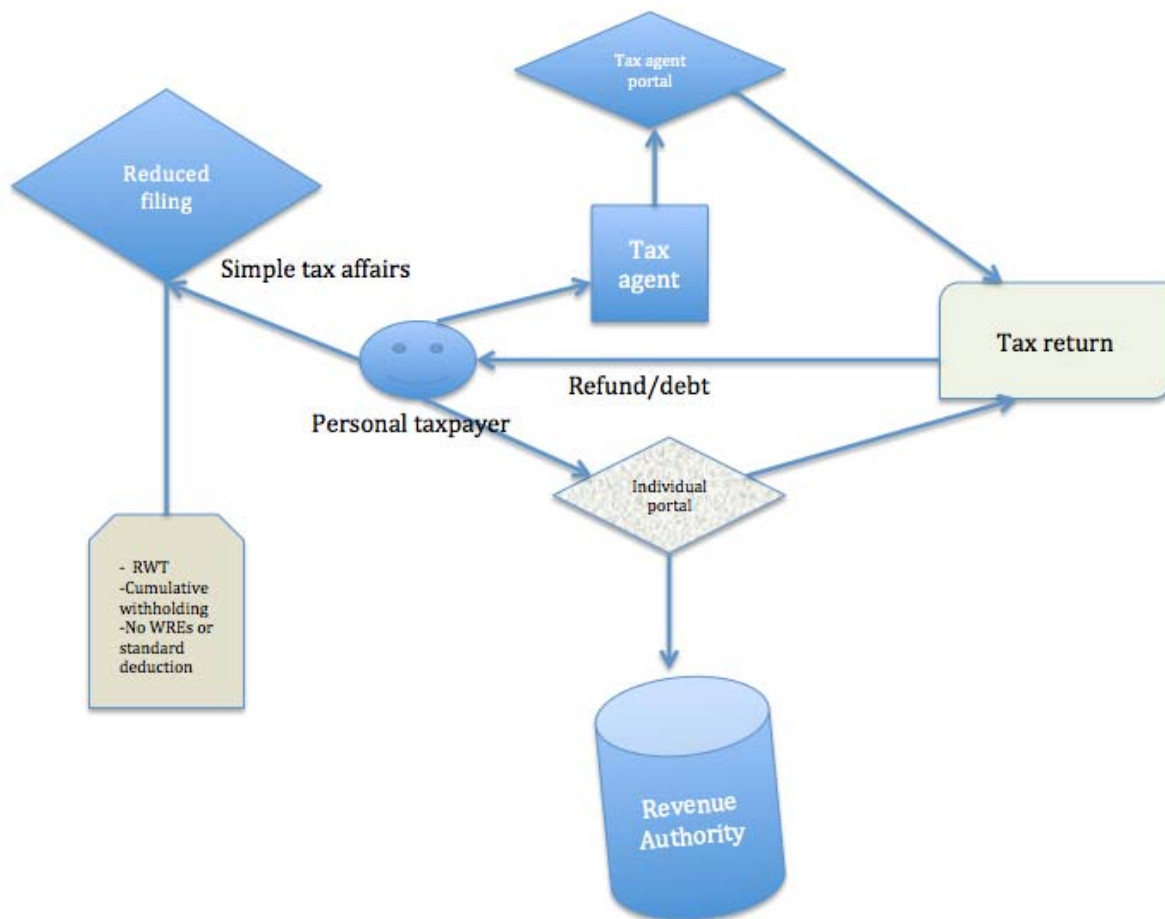 Tax agent
portal
Reduced
filing
Simple tax affairs
Tax
agent
Tax return
Refund/debt
Personal taxpayer
Individual
portal
- RWT
-Cumulative
withholding
-No WREs or
standard
deduction
Revenue
Authority